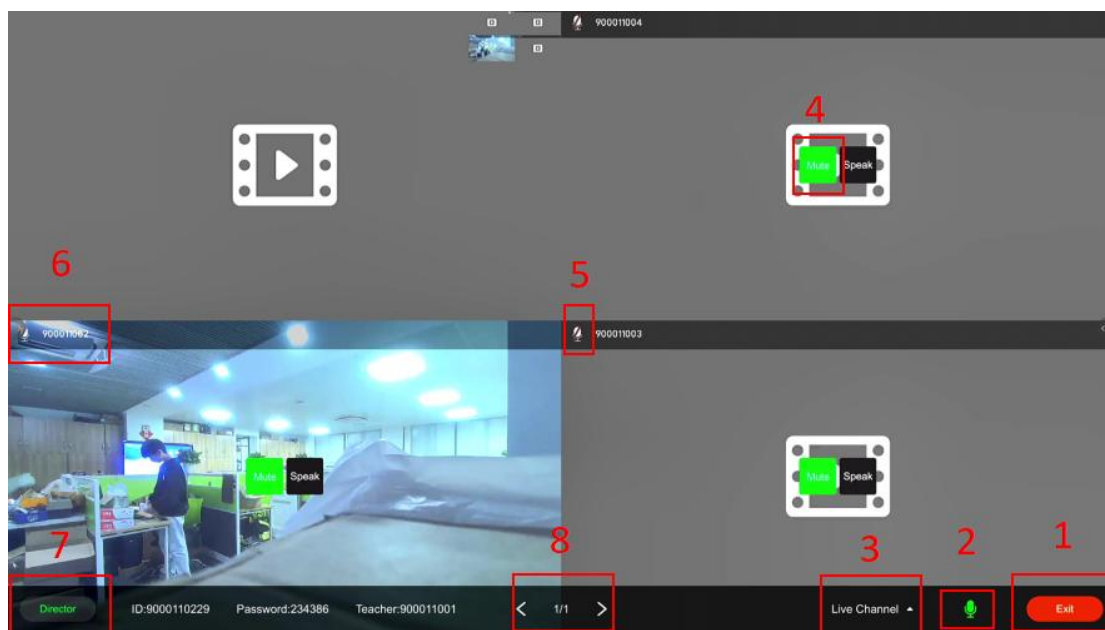 900011004
4
Mute Speak
6
5
900011002
900011003
Mute Speak
Mute Speak
7
8
3
2
1
Director
ID:9000110229
Password:234386
Teacher:900011001
< 1/1 >
Live Channel
Exit